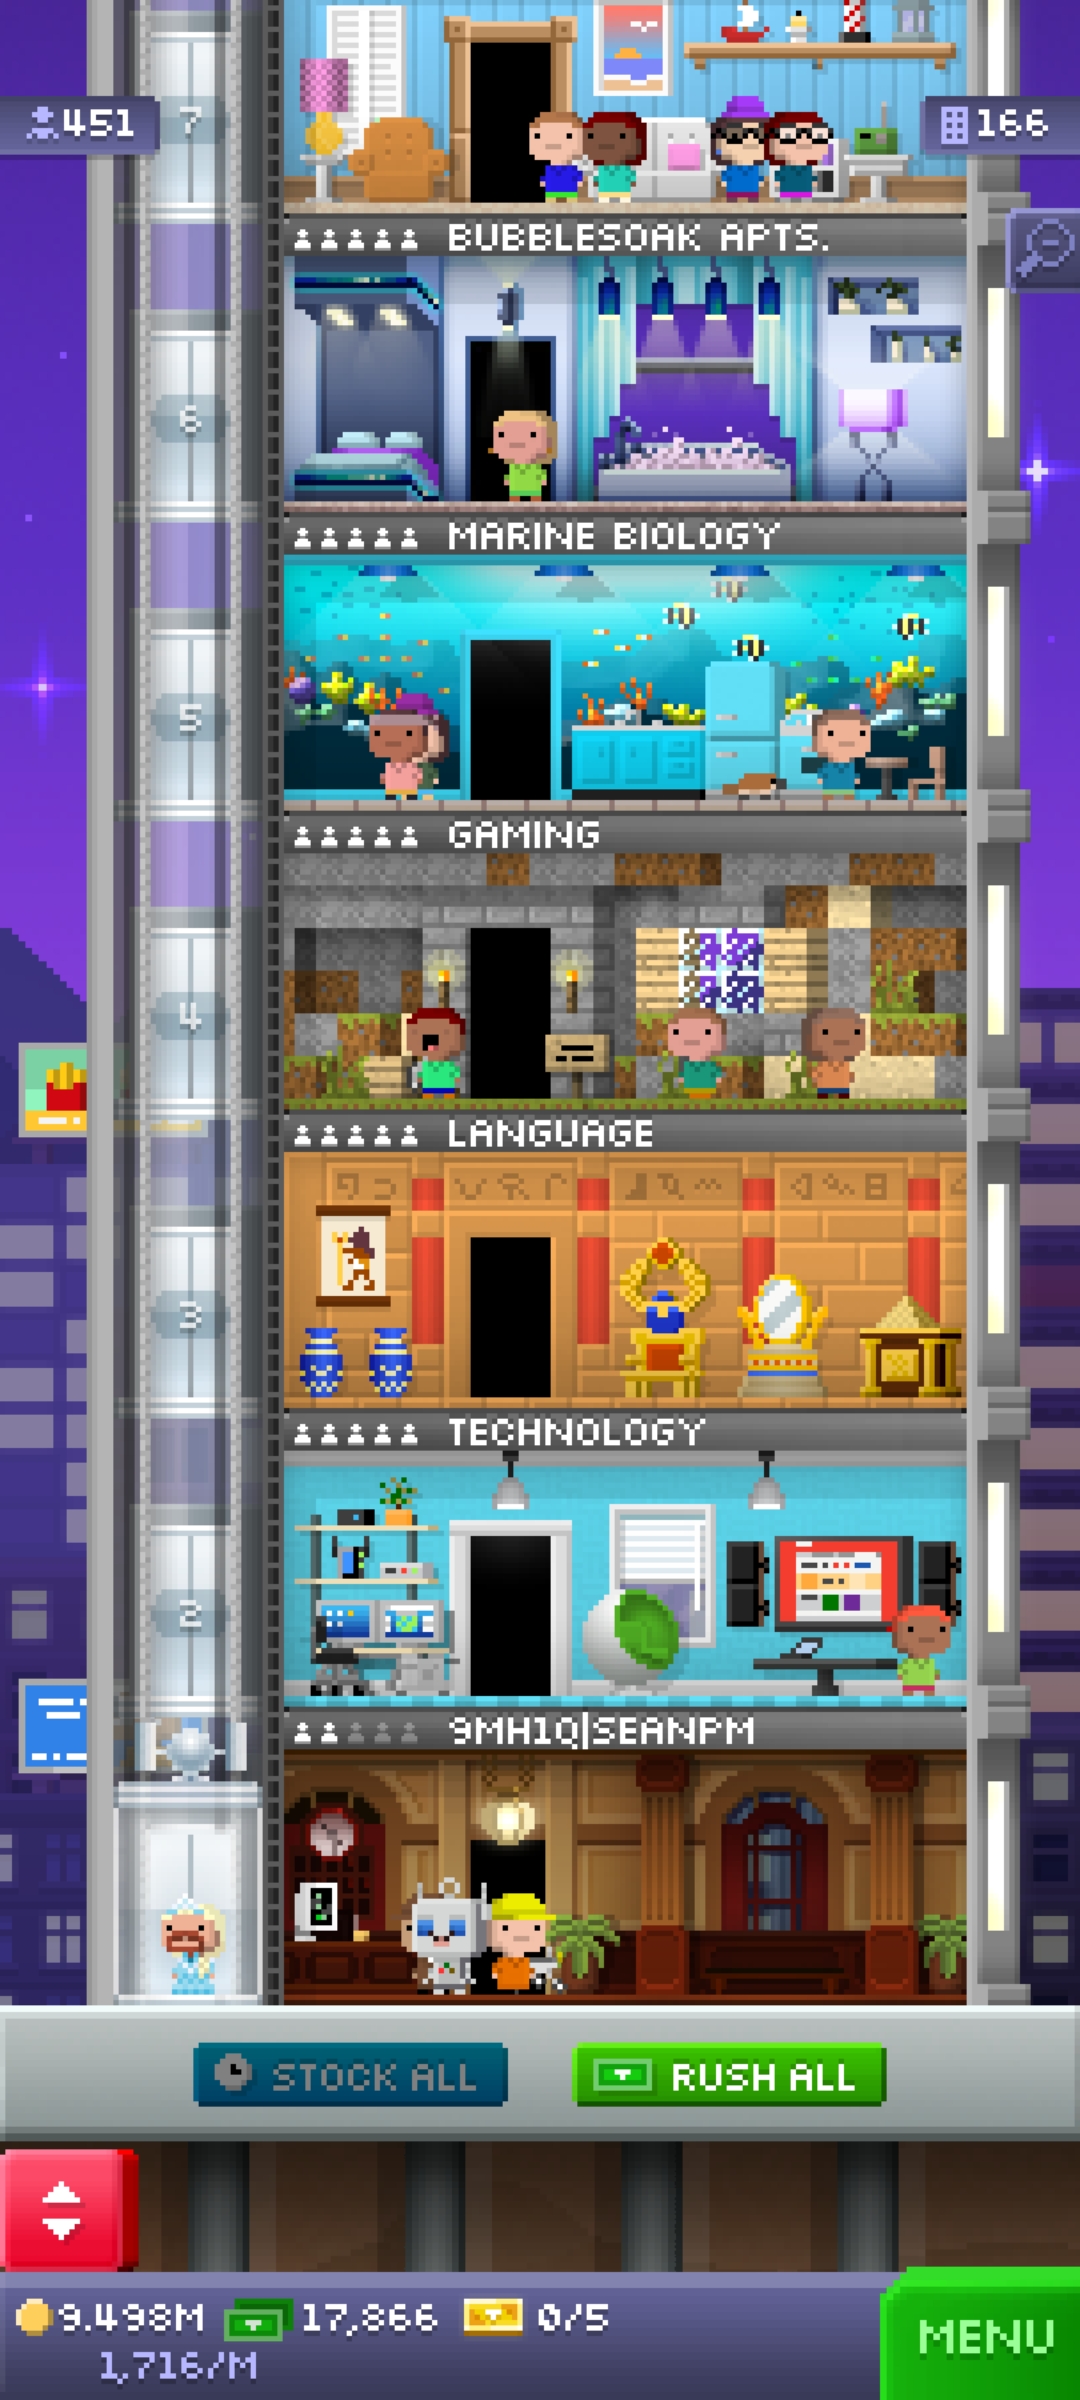 451
7
166
BUBBLESOAK APTS.
6
MARINE BIOLOGY
5
GAMING
4
LANGUAGE
3
TECHNOLOGY
2
9MH1Q|SEANPM
STOCK ALL
RUSH ALL
9.498M
17,866
0/5
1,716/M
MENU